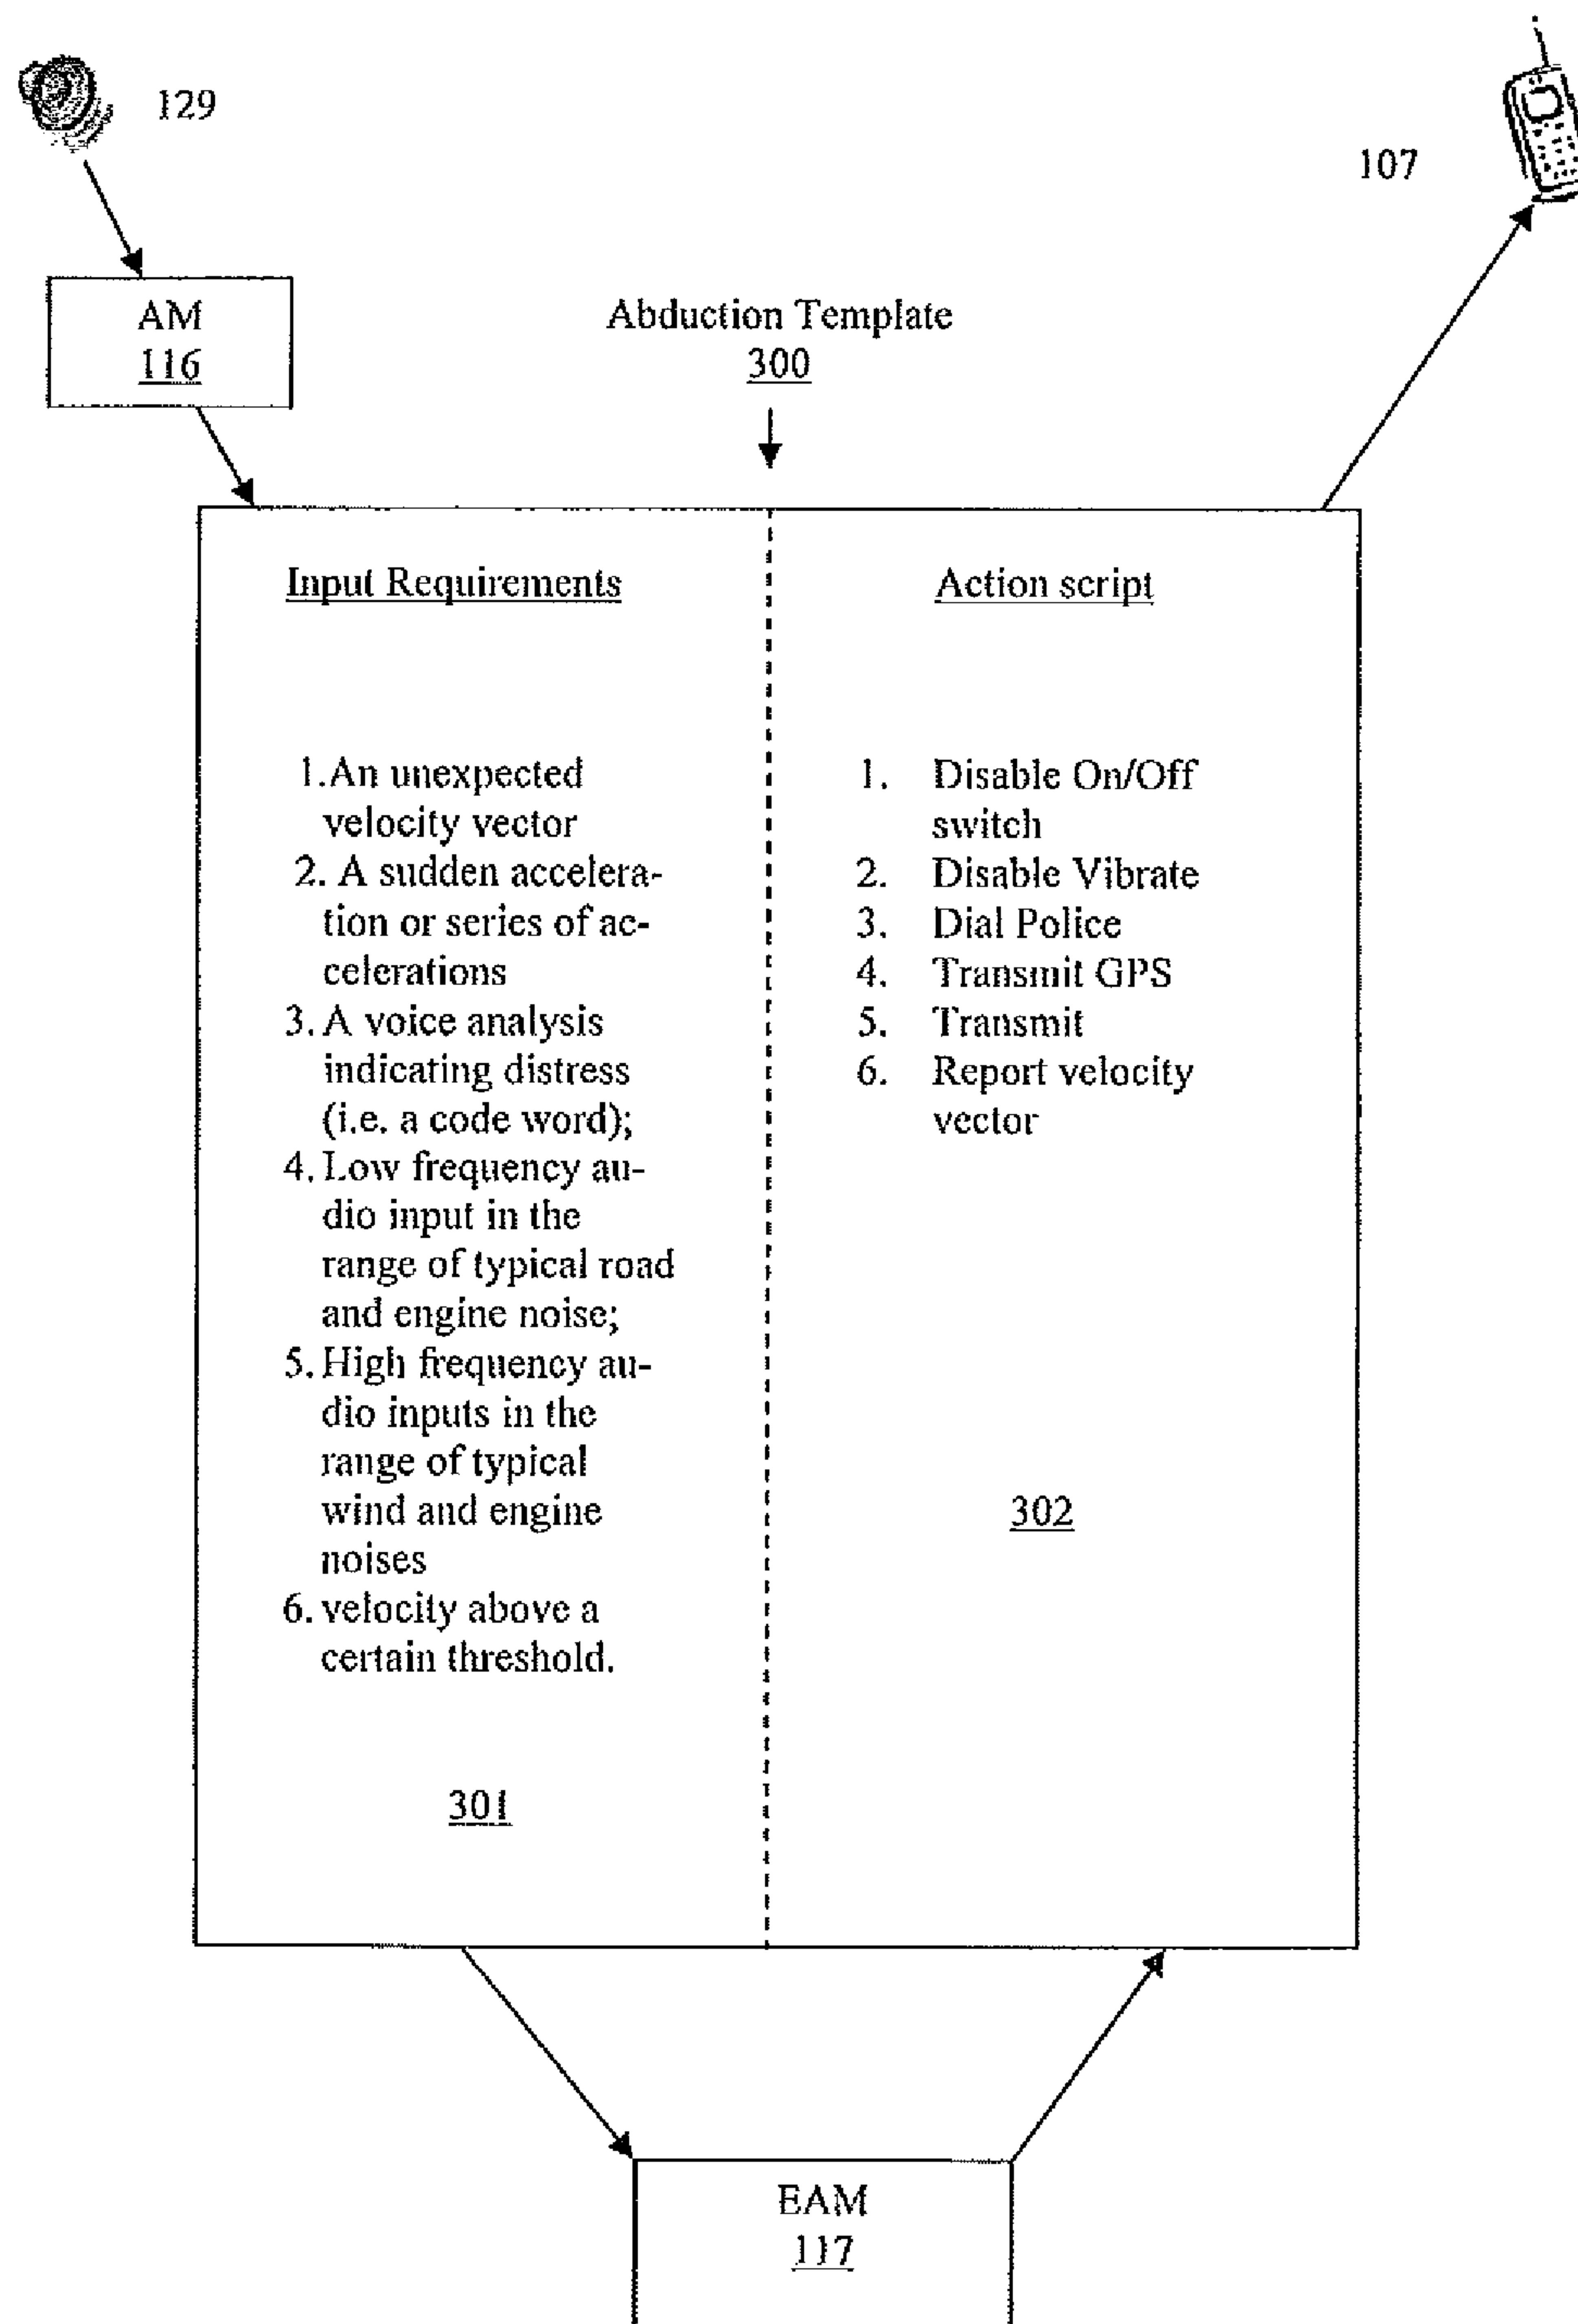 129
107
AM
116
Abduction Template
300
Input Requirements
1.An unexpected
velocity vector
2. A sudden accelera-
tion or series of ac-
celerations
3. A voice analysis
indicating distress
(i.e. a code word);
4. Low frequency au-
dio input in the
range of typical road
and engine noise;
5. High frequency au-
dio inputs in the
range of typical
wind and engine
noises
6. velocity above a
certain threshold.
301
Action script
1. Disable On/Off
switch
2. Disable Vibrate
3. Dial Police
4. Transmit GPS
5. Transmit
6. Report velocity
vector
302
EAM
117